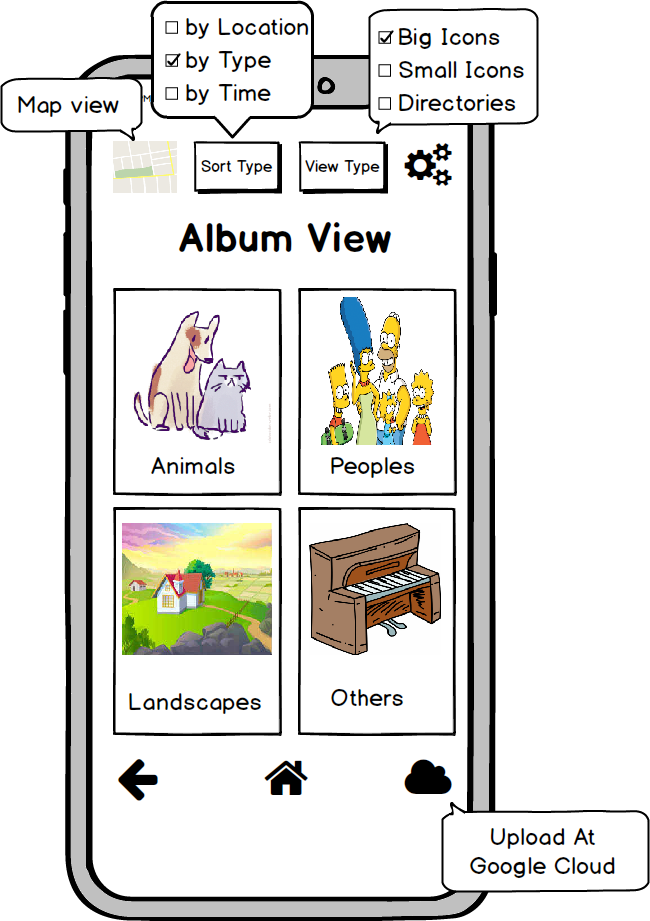 by Location
by Type
by Time
Big Icons
Small Icons
Directories
Map view
M
Sort Type
View Type
Album View
Animals
Peoples
Landscapes
Others
Upload At
Google Cloud